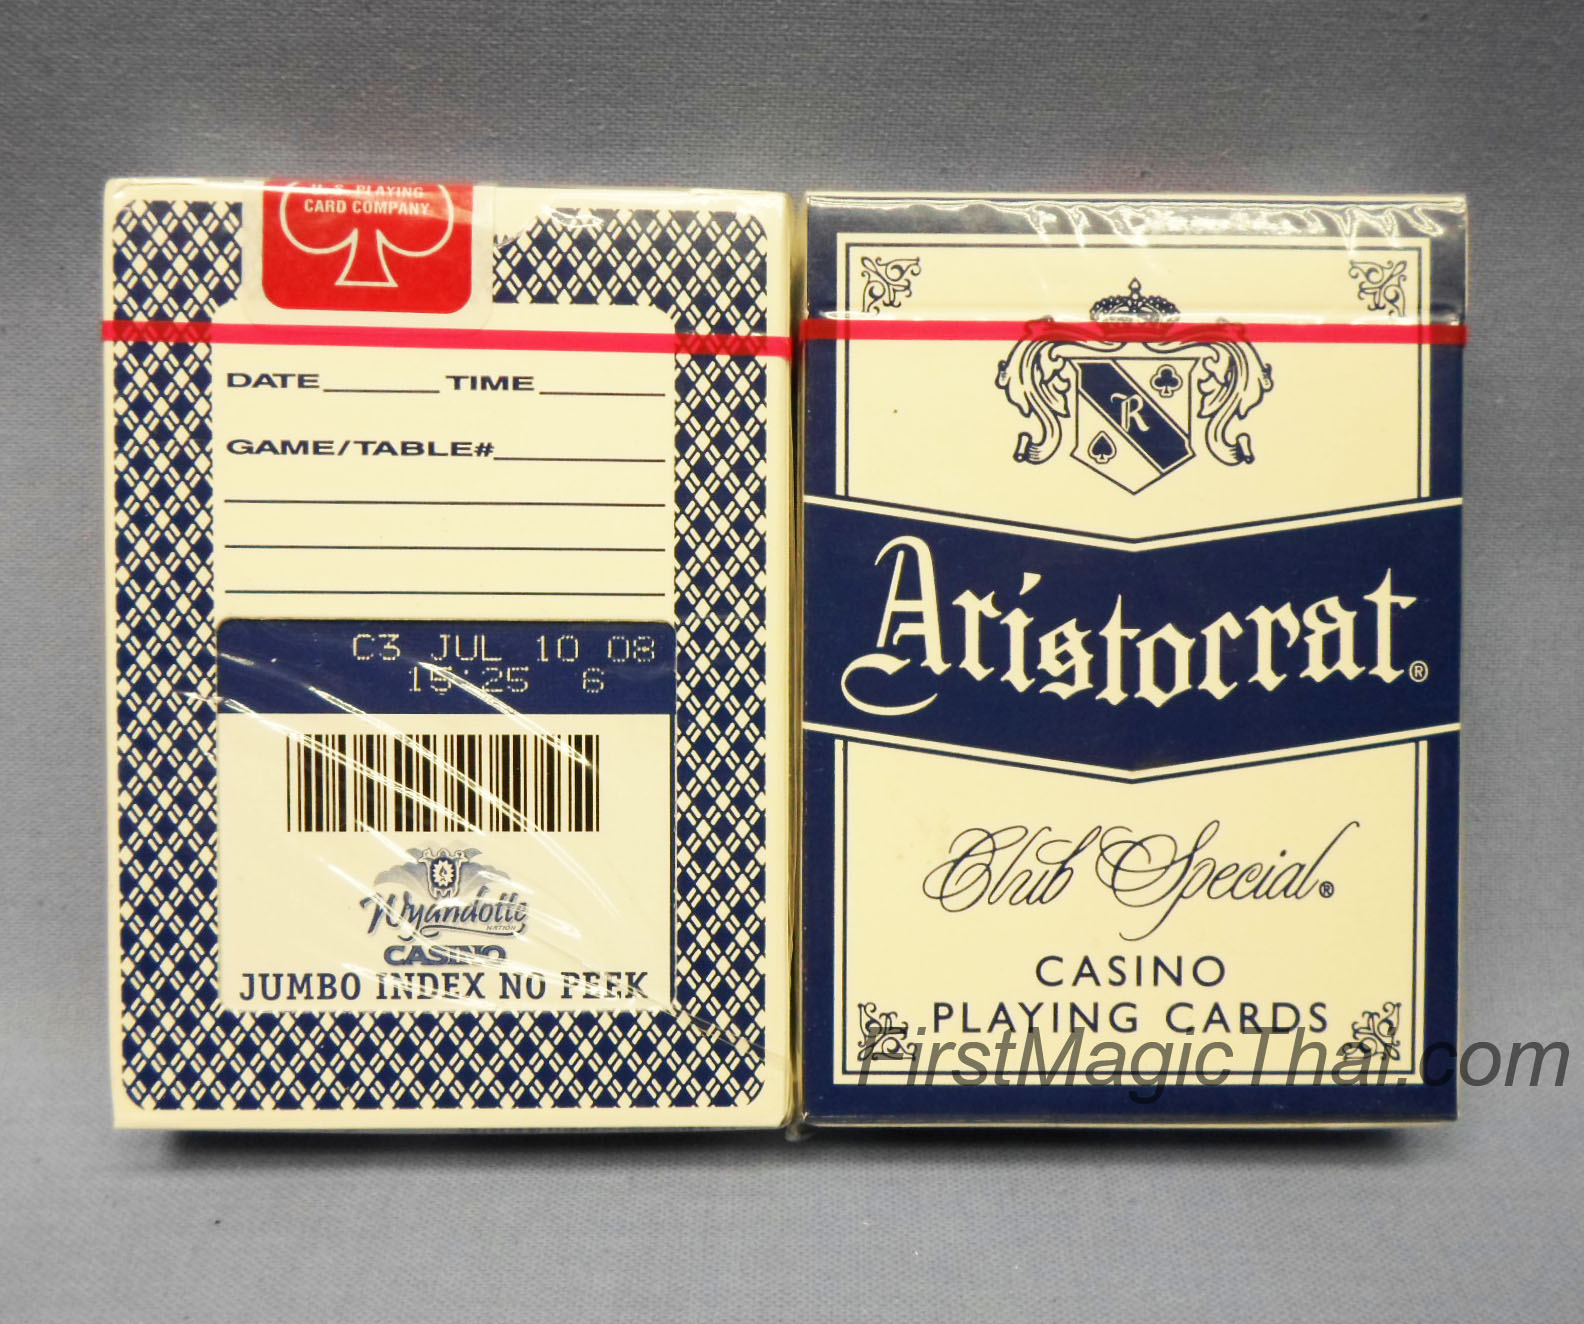 U.S. PLAYING
CARD COMPANY
DATE TIME
GAME/TABLE#
C3 JUL 10 08
15:25 6
Wyandotte
NATION
CASINO
JUMBO INDEX NO PEEK
R
Aristocrat®
Club Special®
CASINO
PLAYING CARDS
FirstMagicThai.com